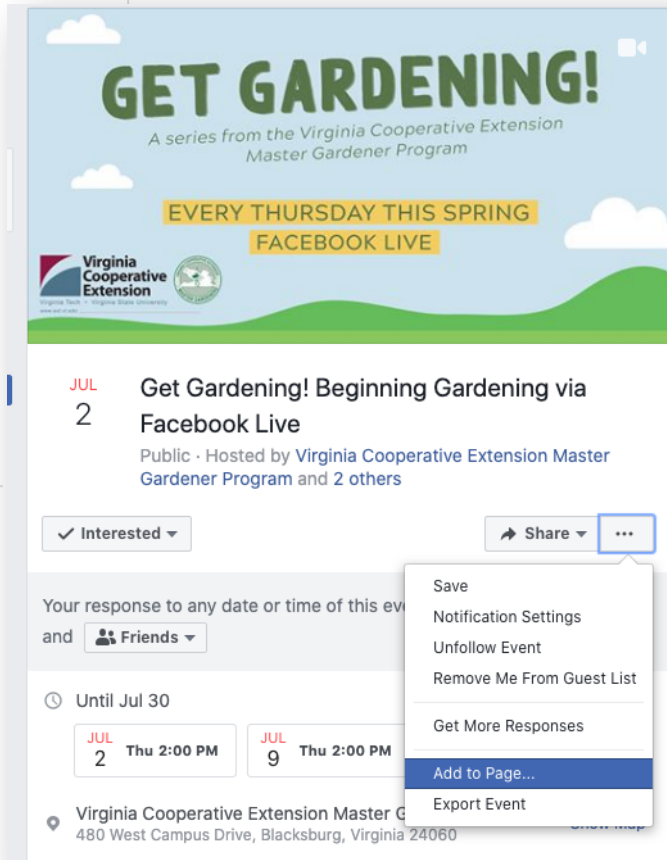 GET GARDENING!
A series from the Virginia Cooperative Extension
Master Gardener Program
EVERY THURSDAY THIS SPRING
FACEBOOK LIVE
Virginia
Cooperative
Extension
Virginia Tech • Virginia State University
JUL
2
Get Gardening! Beginning Gardening via
Facebook Live
Public · Hosted by Virginia Cooperative Extension Master
Gardener Program and 2 others
Interested
Share
...
Save
Notification Settings
Unfollow Event
Remove Me From Guest List
Get More Responses
Add to Page...
Export Event
Your response to any date or time of this
and Friends
Until Jul 30
JUL
2
Thu 2:00 PM
JUL
9
Thu 2:00 PM
Virginia Cooperative Extension Master
480 West Campus Drive, Blacksburg, Virginia 24060